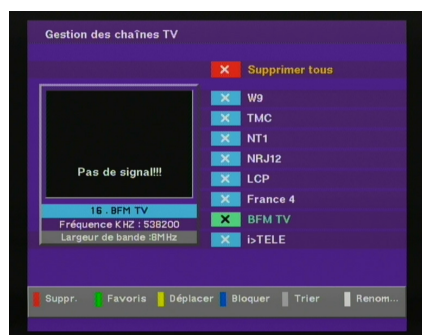 Gestion des chaînes TV
Supprimer tous
W9
TMC
NT1
NRJ12
LCP
France 4
BFM TV
i>TELE
Pas de signal!!!
16 . BFM TV
Fréquence KHZ : 538200
Largeur de bande :8MHz
Suppr. Favoris Déplacer Bloquer Trier Renom...